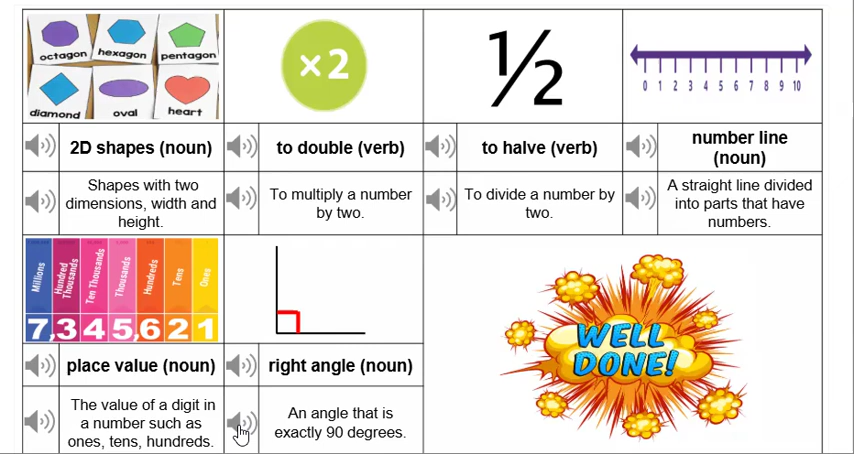 octagon hexagon pentagon
diamond oval heart
×2
½
0 1 2 3 4 5 6 7 8 9 10
2D shapes (noun)
to double (verb)
to halve (verb)
number line
(noun)
Shapes with two
dimensions, width and
height.
To multiply a number
by two.
To divide a number by
two.
A straight line divided
into parts that have
numbers.
Millions
Hundred
Thousands
Ten Thousands
Thousands
Hundreds
Tens
Ones
7,345,621
WELL
DONE!
place value (noun)
right angle (noun)
The value of a digit in
a number such as
ones, tens, hundreds.
An angle that is
exactly 90 degrees.